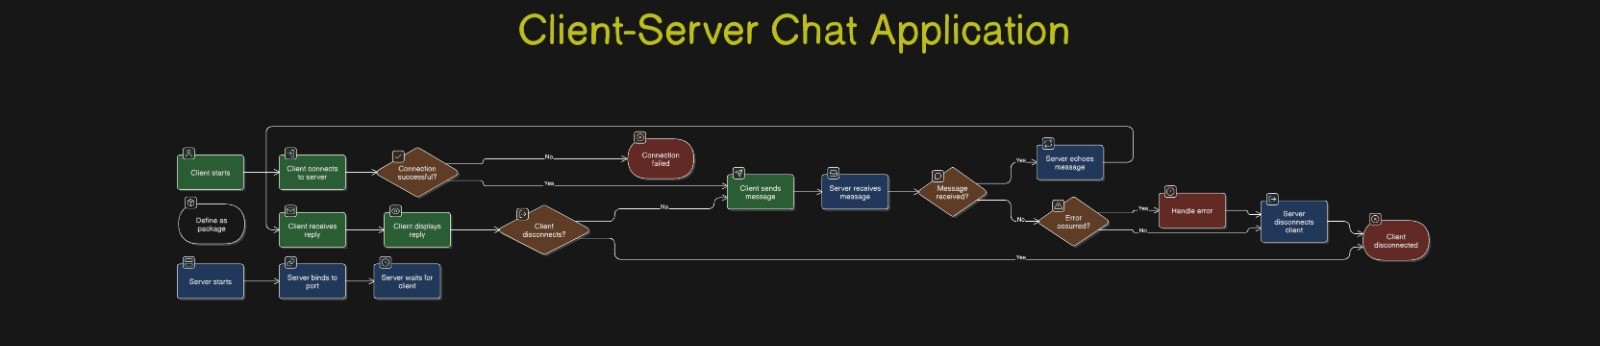 Client-Server Chat Application
Client starts
Client connects
to server
Connection
successful?
No
Yes
Connection
failed
Client sends
message
Server receives
message
Message
received?
Yes
No
Server echoes
message
Error
occurred?
Yes
No
Handle error
Server
disconnects
client
Client
disconnected
Define as
package
Client receives
reply
Client displays
reply
Client
disconnects?
No
Yes
Server starts
Server binds to
port
Server waits for
client